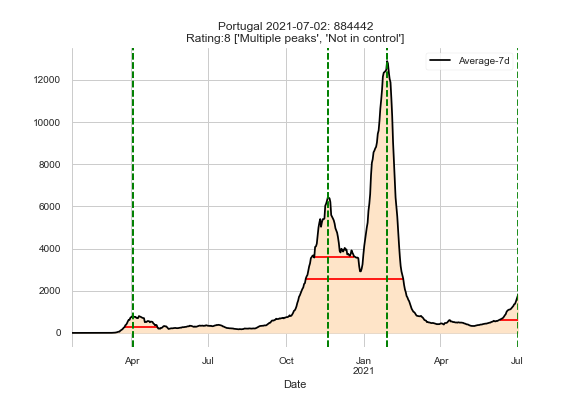 Portugal 2021-07-02: 884442
Rating:8 ['Multiple peaks', 'Not in control']
Average-7d
12000
10000
8000
6000
4000
2000
0
Apr
Jul
Oct
Jan
2021
Apr
Jul
Date